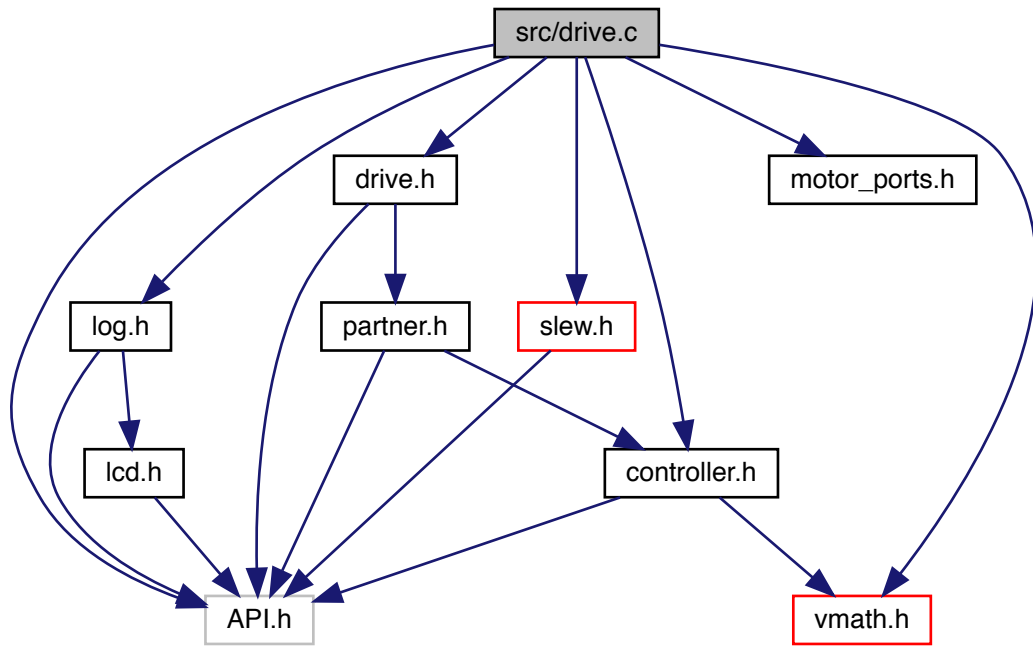 src/drive.c
drive.h
motor_ports.h
log.h
partner.h
slew.h
lcd.h
controller.h
API.h
vmath.h